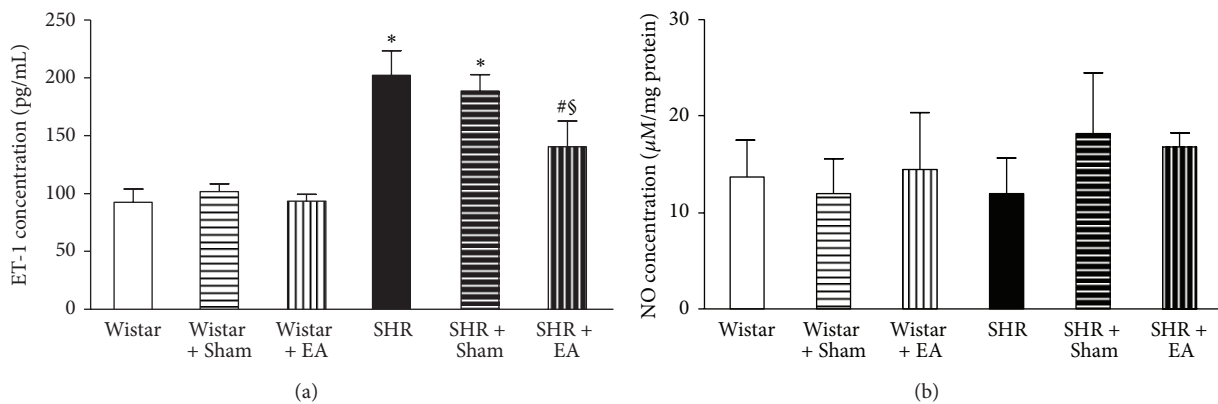 ET-1 concentration (pg/mL)
250
200
150
100
50
0
*
*
#§
Wistar
Wistar
+ Sham
Wistar
+ EA
SHR
SHR +
Sham
SHR +
EA
(a)
NO concentration (μM/mg protein)
30
20
10
0
Wistar
Wistar
+ Sham
Wistar
+ EA
SHR
SHR +
Sham
SHR +
EA
(b)